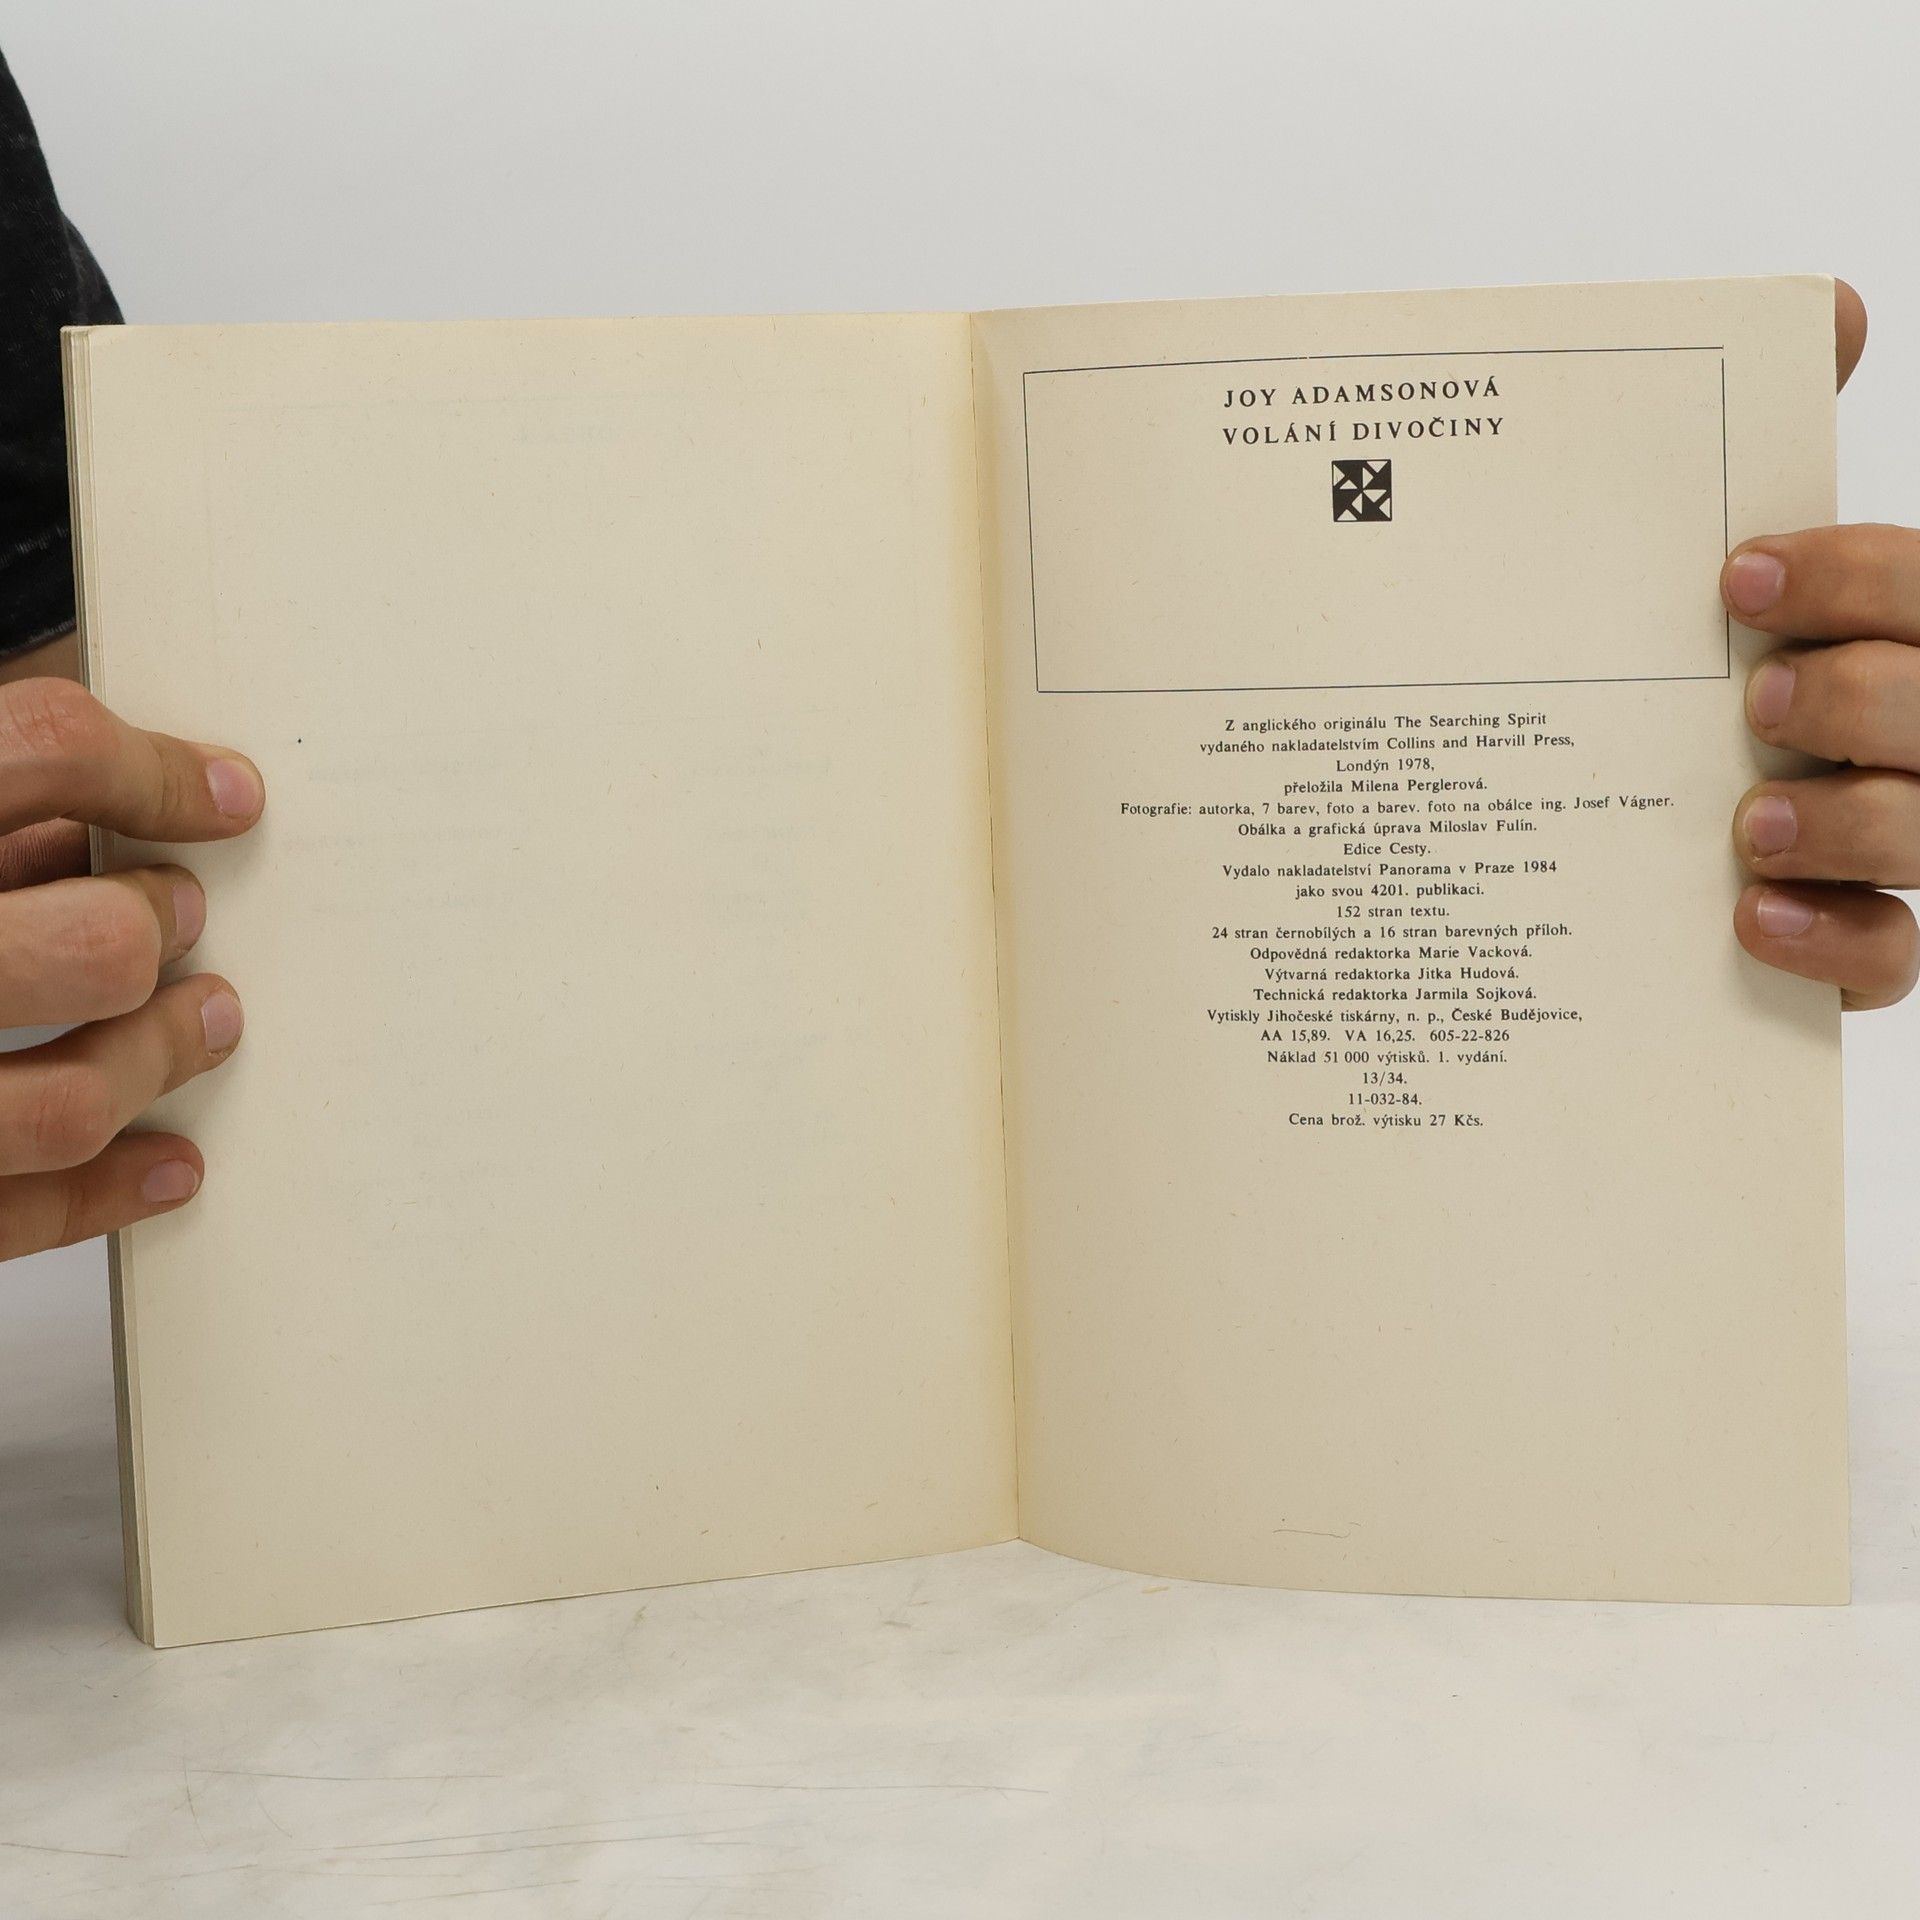 JOY ADAMSONOVÁ
VOLÁNÍ DIVOČINY
Z anglického originálu The Searching Spirit
vydaného nakladatelstvím Collins and Harvill Press,
Londýn 1978,
přeložila Milena Perglerová.
Fotografie: autorka, 7 barev, foto a barev. foto na obálce ing. Josef Vágner.
Obálka a grafická úprava Miloslav Fulín.
Edice Cesty.
Vydalo nakladatelství Panorama v Praze 1984
jako svou 4201. publikaci.
152 stran textu.
24 stran černobílých a 16 stran barevných příloh.
Odpovědná redaktorka Marie Vacková.
Výtvarná redaktorka Jitka Hudová.
Technická redaktorka Jarmila Sojková.
Vytiskly Jihočeské tiskárny, n. p., České Budějovice,
AA 15,89. VA 16,25. 605-22-826
Náklad 51 000 výtisků. 1. vydání.
13/34.
11-032-84.
Cena brož. výtisku 27 Kčs.